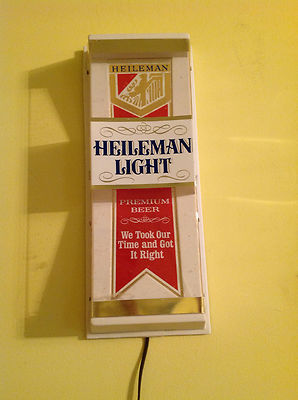 HEILEMAN
HEILEMAN
LIGHT
PREMIUM
BEER
We Took Our
Time and Got
It Right